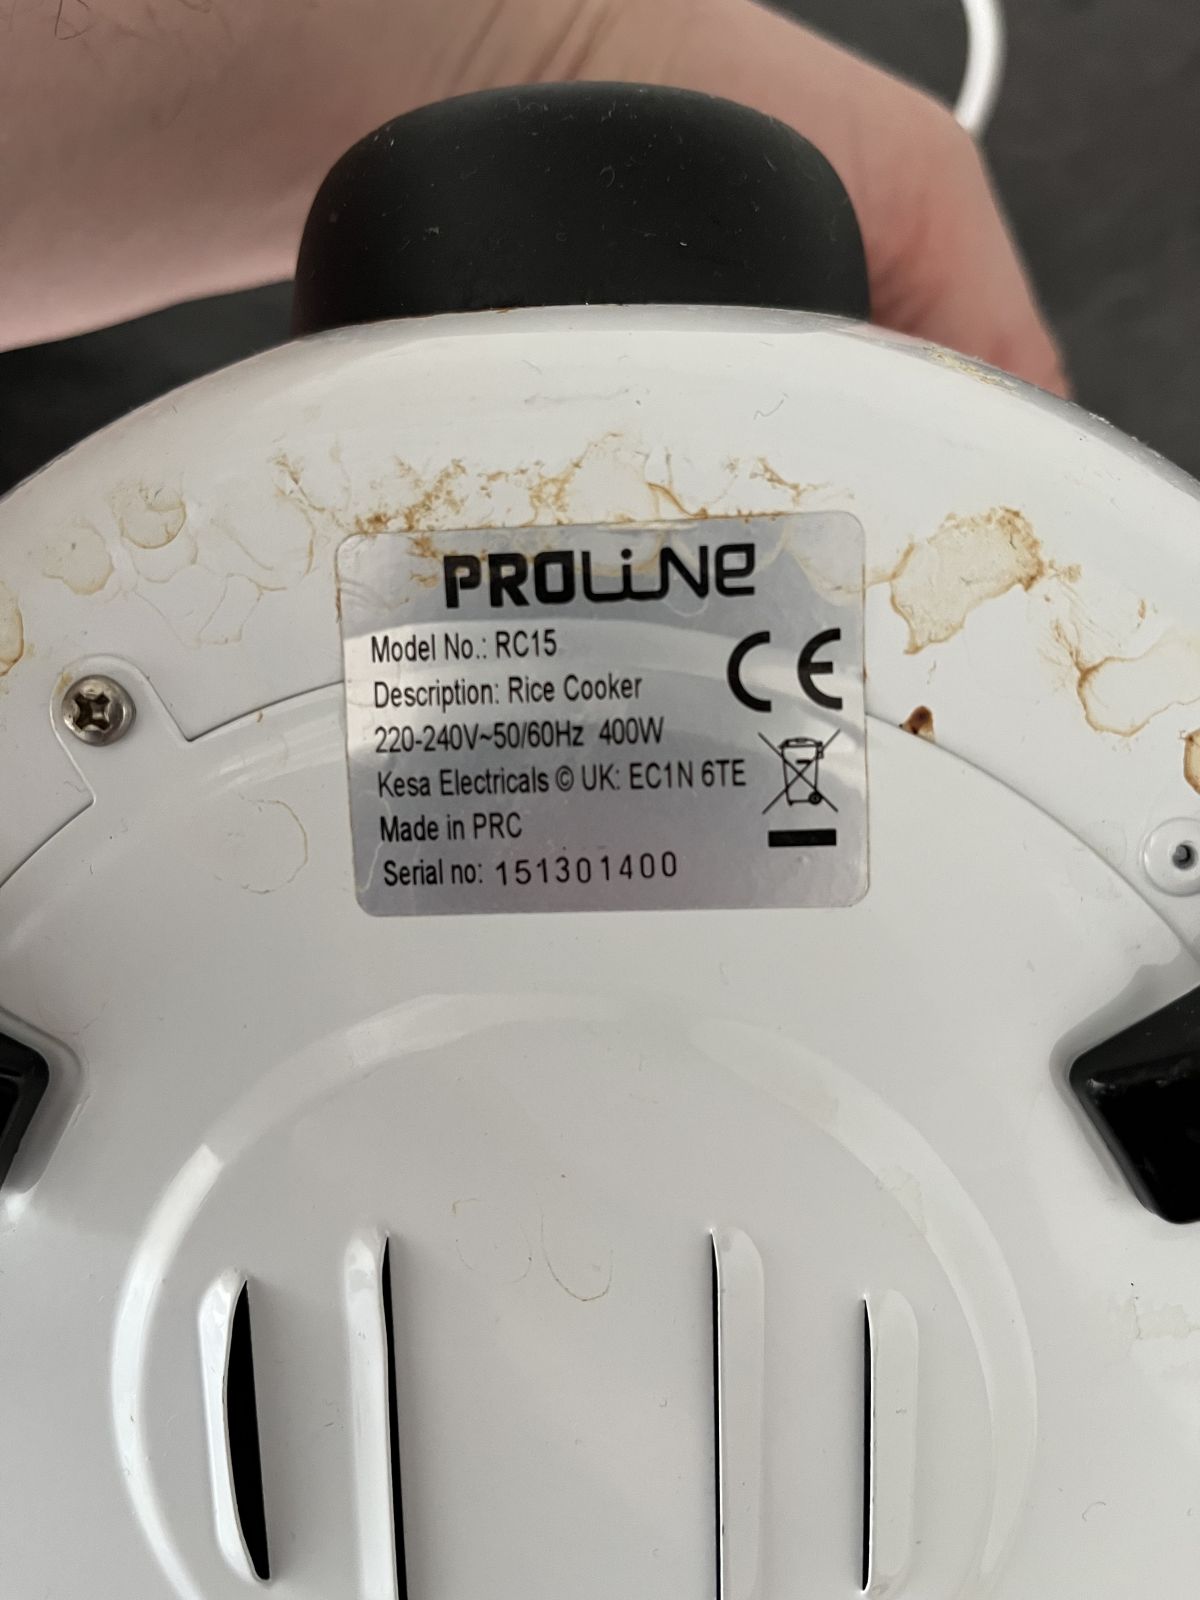 PROLINE
Model No.: RC15
Description: Rice Cooker
220-240V~50/60Hz 400W
Kesa Electricals © UK: EC1N 6TE
Made in PRC
Serial no: 151301400
CE